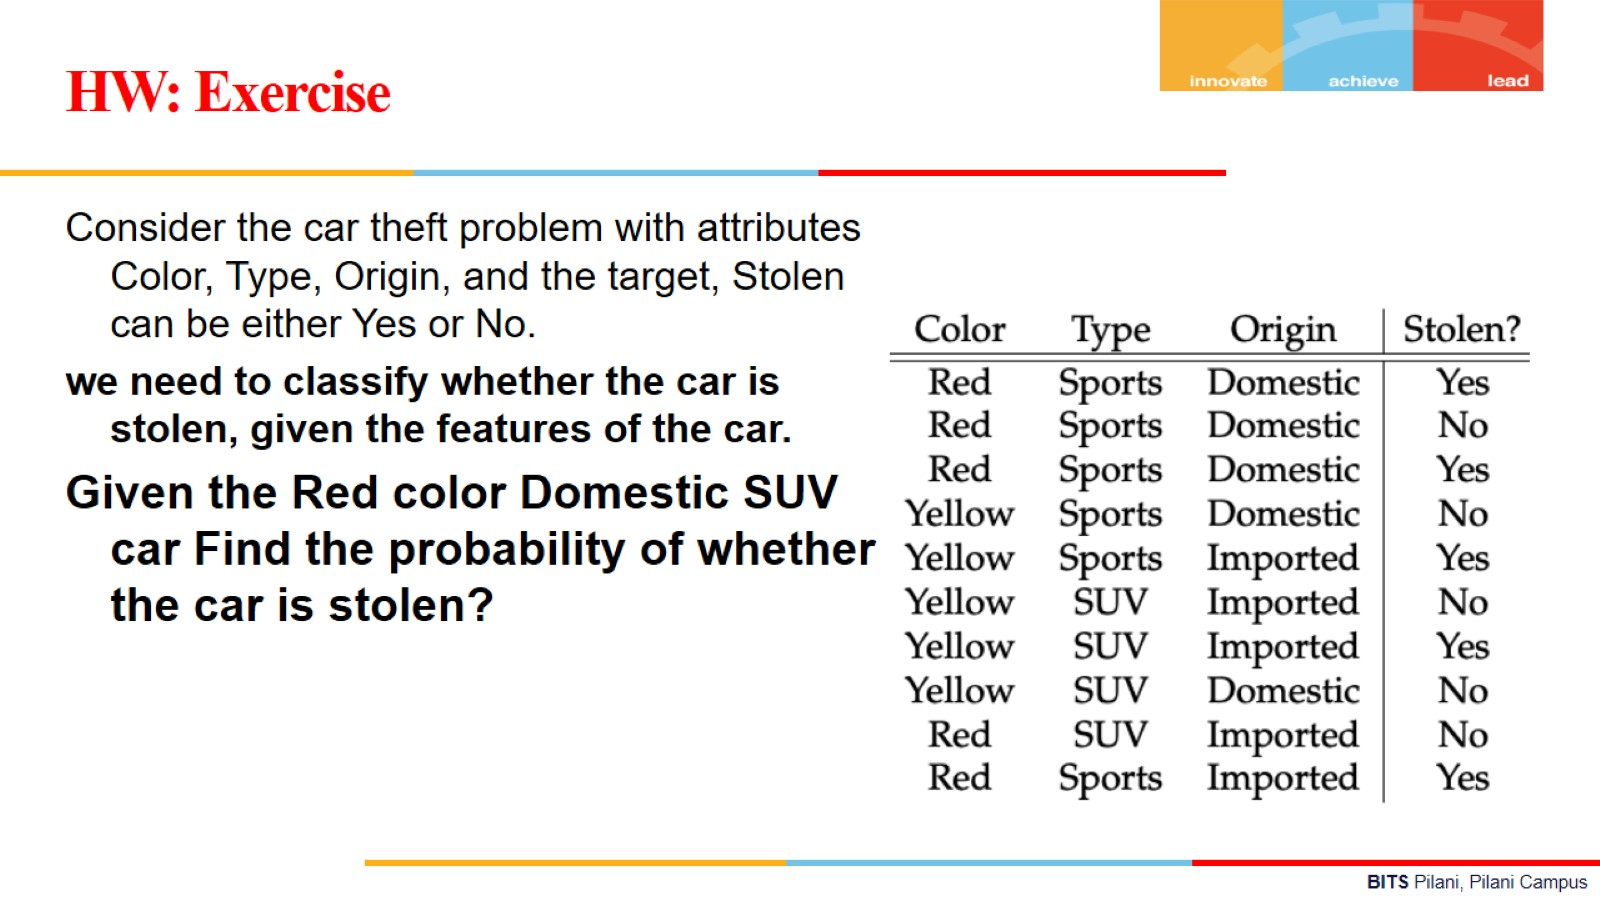 innovate achieve lead
HW: Exercise
Consider the car theft problem with attributes
Color, Type, Origin, and the target, Stolen
can be either Yes or No.
we need to classify whether the car is
stolen, given the features of the car.
Given the Red color Domestic SUV
car Find the probability of whether
the car is stolen?
Color Type Origin Stolen?
Red Sports Domestic Yes
Red Sports Domestic No
Red Sports Domestic Yes
Yellow Sports Domestic No
Yellow Sports Imported Yes
Yellow SUV Imported No
Yellow SUV Imported Yes
Yellow SUV Domestic No
Red SUV Imported No
Red Sports Imported Yes
BITS Pilani, Pilani Campus